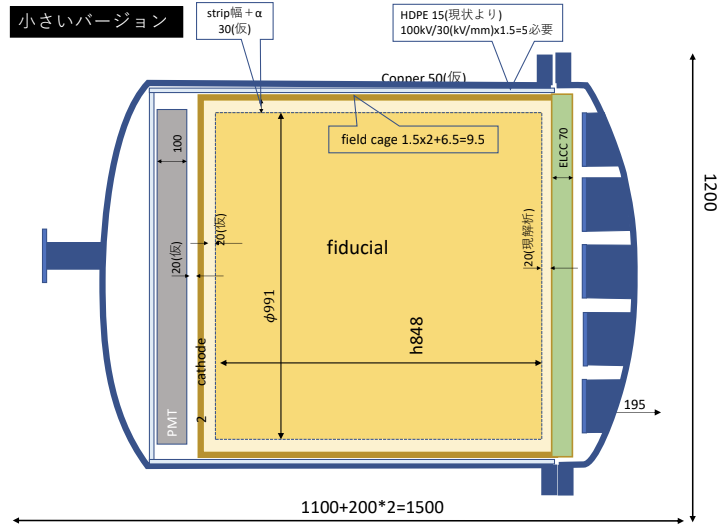 小さいバージョン
strip幅＋α
30(仮)
HDPE 15(現状より)
100kV/30(kV/mm)x1.5=5必要
Copper 50(仮)
field cage 1.5x2+6.5=9.5
100
ELCC 70
20(仮)
20(仮)
20(現解析)
fiducial
φ991
h848
cathode
2
PMT
195
1200
1100+200*2=1500